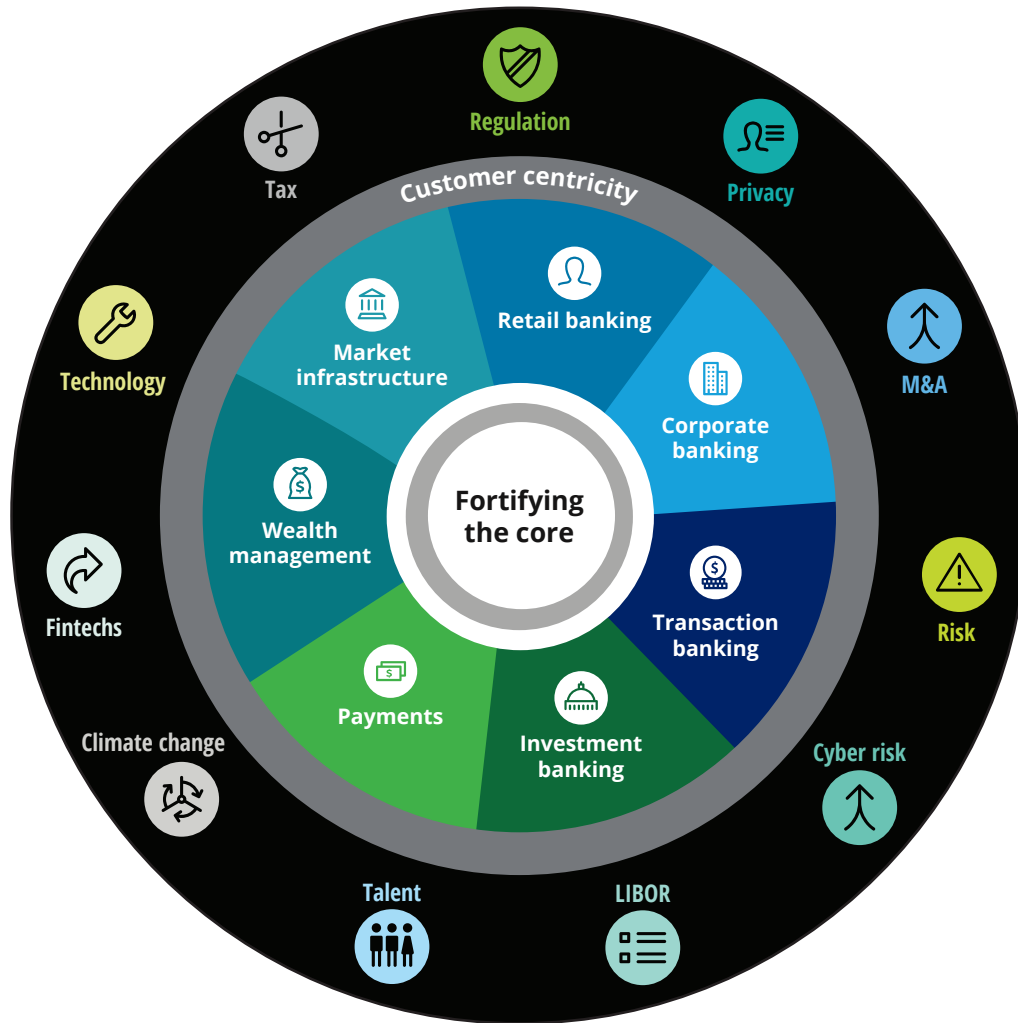 Regulation
Tax
Privacy
Customer centricity
Retail banking
Market
infrastructure
Technology
M&A
Corporate
banking
Fortifying
the core
Wealth
management
$
$
Fintechs
Risk
Transaction
banking
$
Payments
Climate change
Investment
banking
Cyber risk
Talent
LIBOR